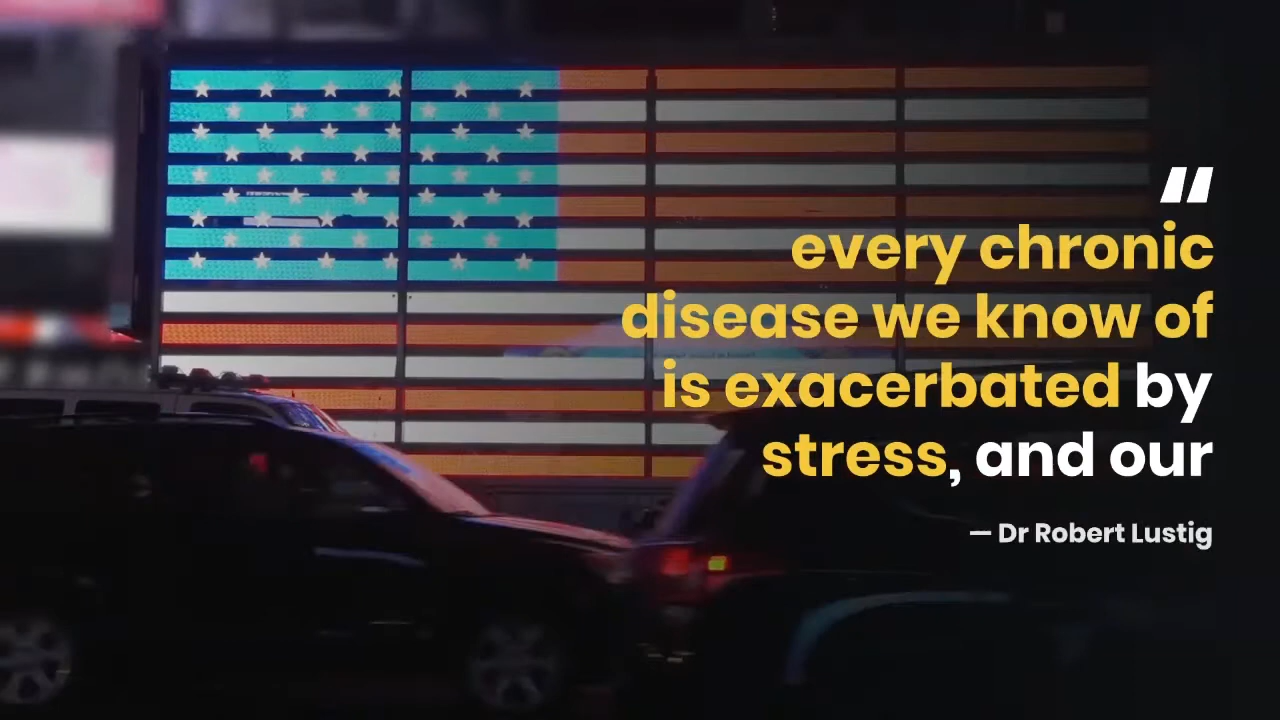 “
every chronic
disease we know of
is exacerbated by
stress, and our
— Dr Robert Lustig